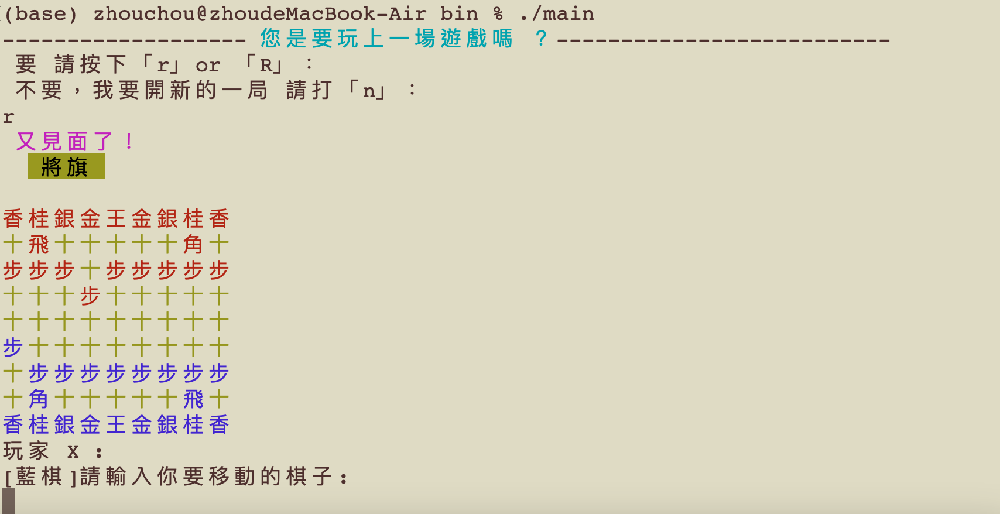 (base) zhouchou@zhoudeMacBook-Air bin % ./main
------------------- 您是要玩上一場遊戲嗎 ？--------------------------
要 請按下「r」or 「R」：
不要，我要開新的一局 請打「n」：
r
又見面了！
將旗
香桂銀金王金銀桂香
十飛十十十十十角十
步步步十步步步步步
十十十步十十十十十
十十十十十十十十十
步十十十十十十十十
十步步步步步步步步
十角十十十十十飛十
香桂銀金王金銀桂香
玩家 X :
[藍棋]請輸入你要移動的棋子: